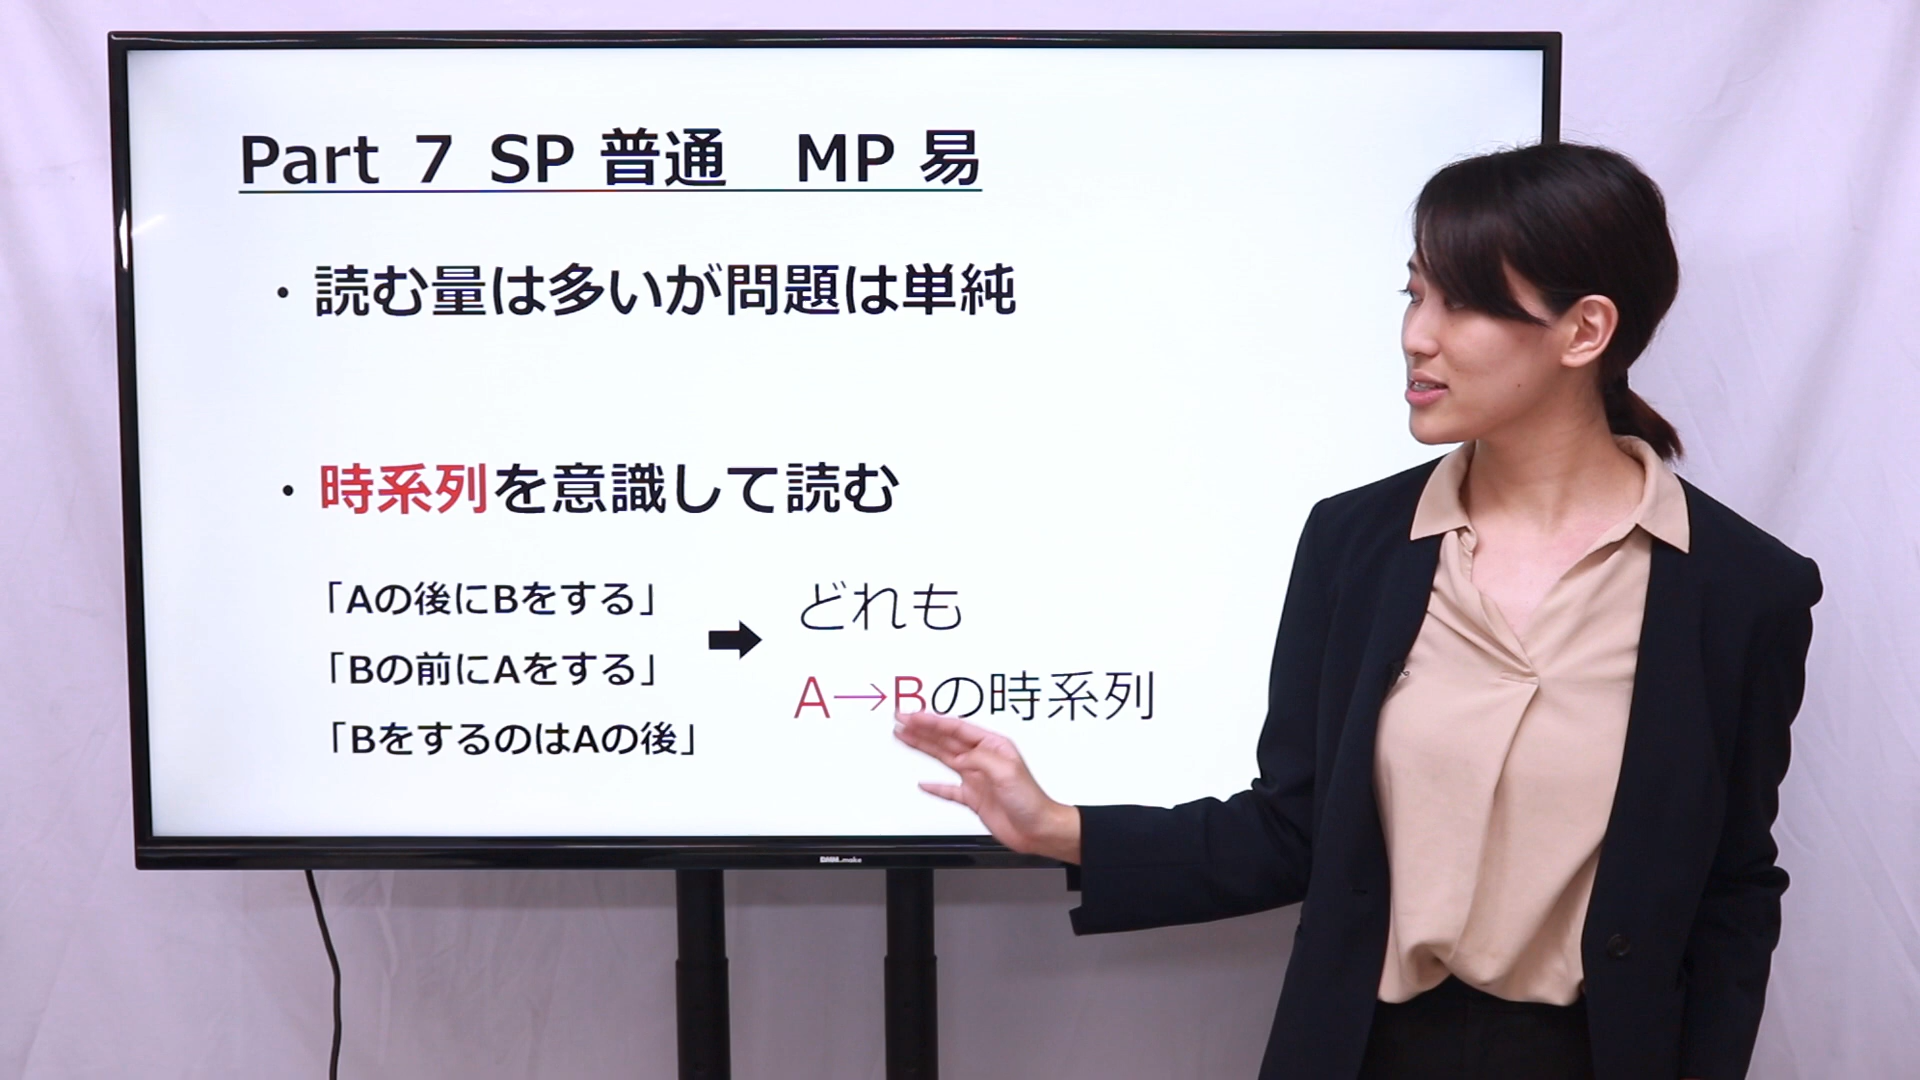 Part 7 SP 普通 MP 易
・読む量は多いが問題は単純
・時系列を意識して読む
「Aの後にBをする」
「Bの前にAをする」
「BをするのはAの後」
➡
どれも
A→Bの時系列
DMM.make